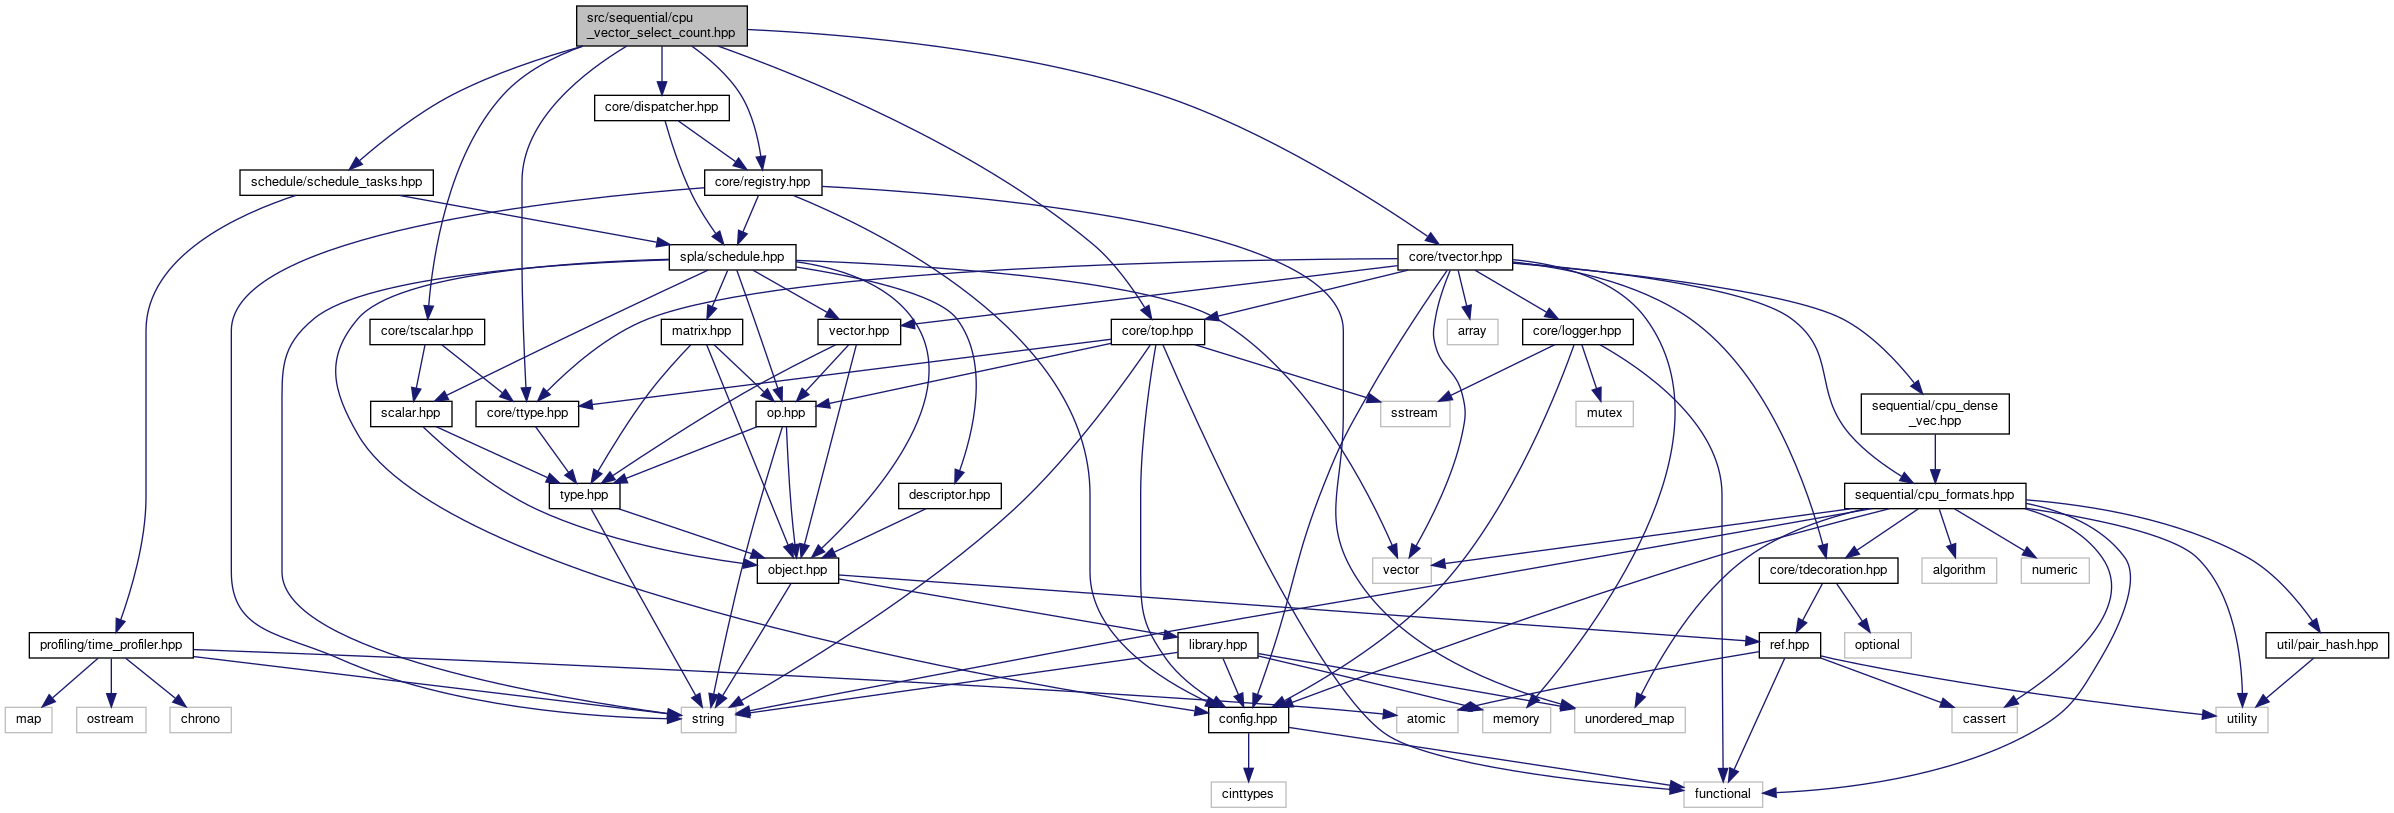 src/sequential/cpu
_vector_select_count.hpp
core/dispatcher.hpp
schedule/schedule_tasks.hpp
core/registry.hpp
spla/schedule.hpp
core/tvector.hpp
core/tscalar.hpp
matrix.hpp
vector.hpp
core/top.hpp
array
core/logger.hpp
scalar.hpp
core/ttype.hpp
op.hpp
sstream
mutex
sequential/cpu_dense
_vec.hpp
type.hpp
descriptor.hpp
sequential/cpu_formats.hpp
object.hpp
vector
core/tdecoration.hpp
algorithm
numeric
profiling/time_profiler.hpp
library.hpp
ref.hpp
optional
util/pair_hash.hpp
map
ostream
chrono
string
config.hpp
atomic
memory
unordered_map
cassert
utility
cinttypes
functional